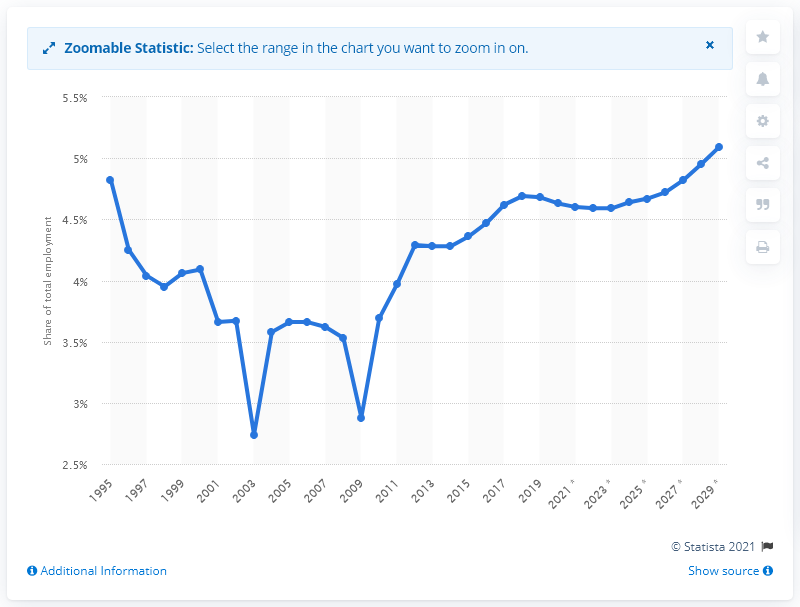 Zoomable Statistic: Select the range in the chart you want to zoom in on.
5.5%
5%
4.5%
4%
3.5%
3%
2.5%
Share of total employment
1995 1997 1999 2001 2003 2005 2007 2009 2011 2013 2015 2017 2019 2021 * 2023 * 2025 * 2027 * 2029 *
© Statista 2021
Additional Information
Show source